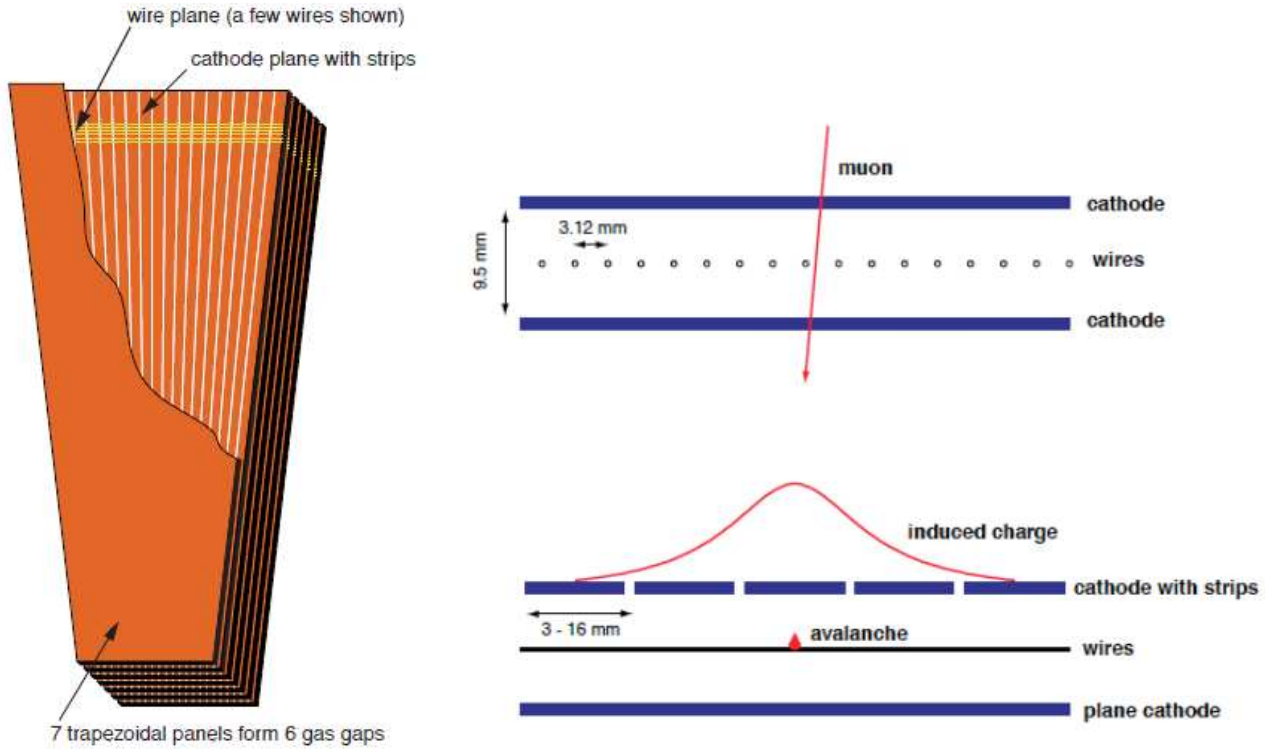 wire plane (a few wires shown)
cathode plane with strips
7 trapezoidal panels form 6 gas gaps
muon
cathode
3.12 mm
9.5 mm
wires
cathode
induced charge
cathode with strips
3 - 16 mm
avalanche
wires
plane cathode